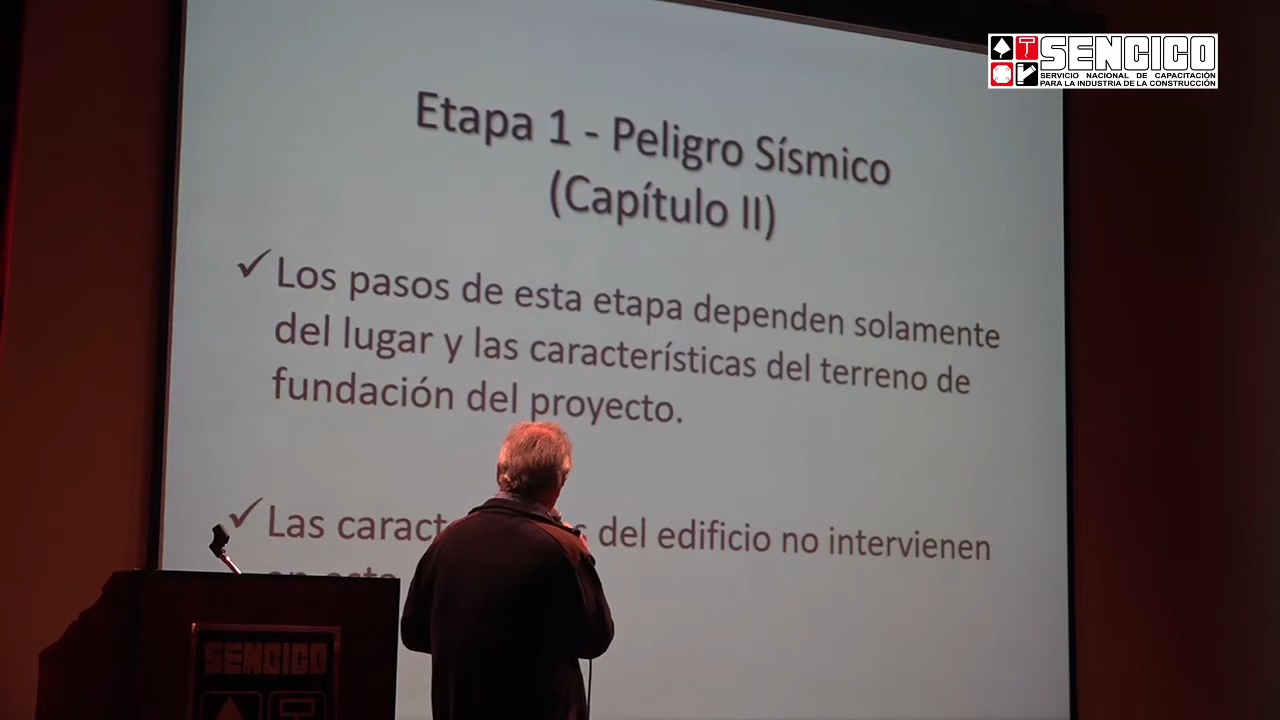 SENCICO
SERVICIO NACIONAL DE CAPACITACIÓN
PARA LA INDUSTRIA DE LA CONSTRUCCIÓN
Etapa 1 - Peligro Sísmico
(Capítulo II)
✓ Los pasos de esta etapa dependen solamente
del lugar y las características del terreno de
fundación del proyecto.
✓ Las del edificio no intervienen
SENCICO